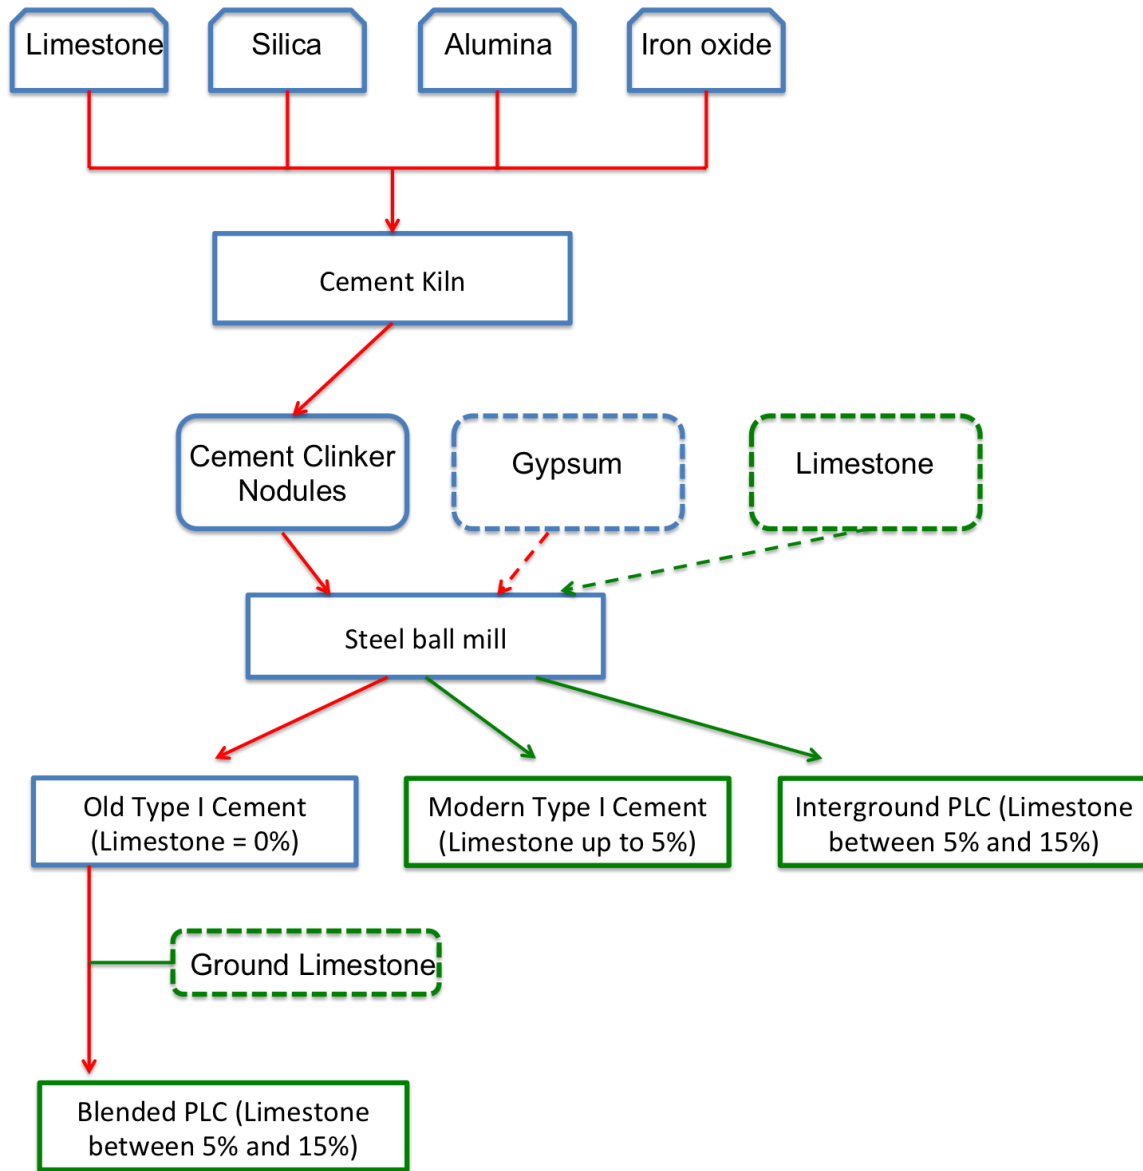 Limestone
Silica
Alumina
Iron oxide
Cement Kiln
Cement Clinker
Nodules
Gypsum
Limestone
Steel ball mill
Old Type I Cement
(Limestone = 0%)
Modern Type I Cement
(Limestone up to 5%)
Interground PLC (Limestone
between 5% and 15%)
Ground Limestone
Blended PLC (Limestone
between 5% and 15%)